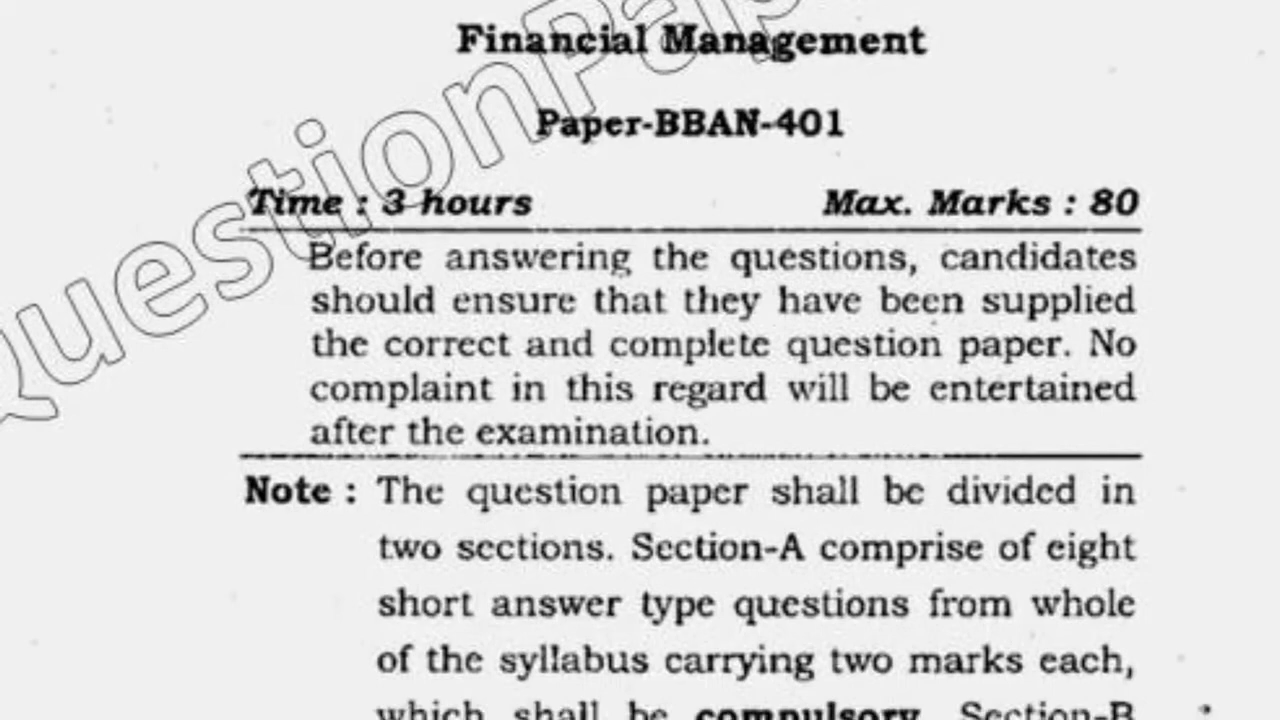 Financial Management
Paper-BBAN-401
Time : 3 hours Max. Marks : 80
Before answering the questions, candidates
should ensure that they have been supplied
the correct and complete question paper. No
complaint in this regard will be entertained
after the examination.
Note : The question paper shall be divided in
two sections. Section-A comprise of eight
short answer type questions from whole
of the syllabus carrying two marks each,
which shall be compulsory. Section-B
QuestionPap